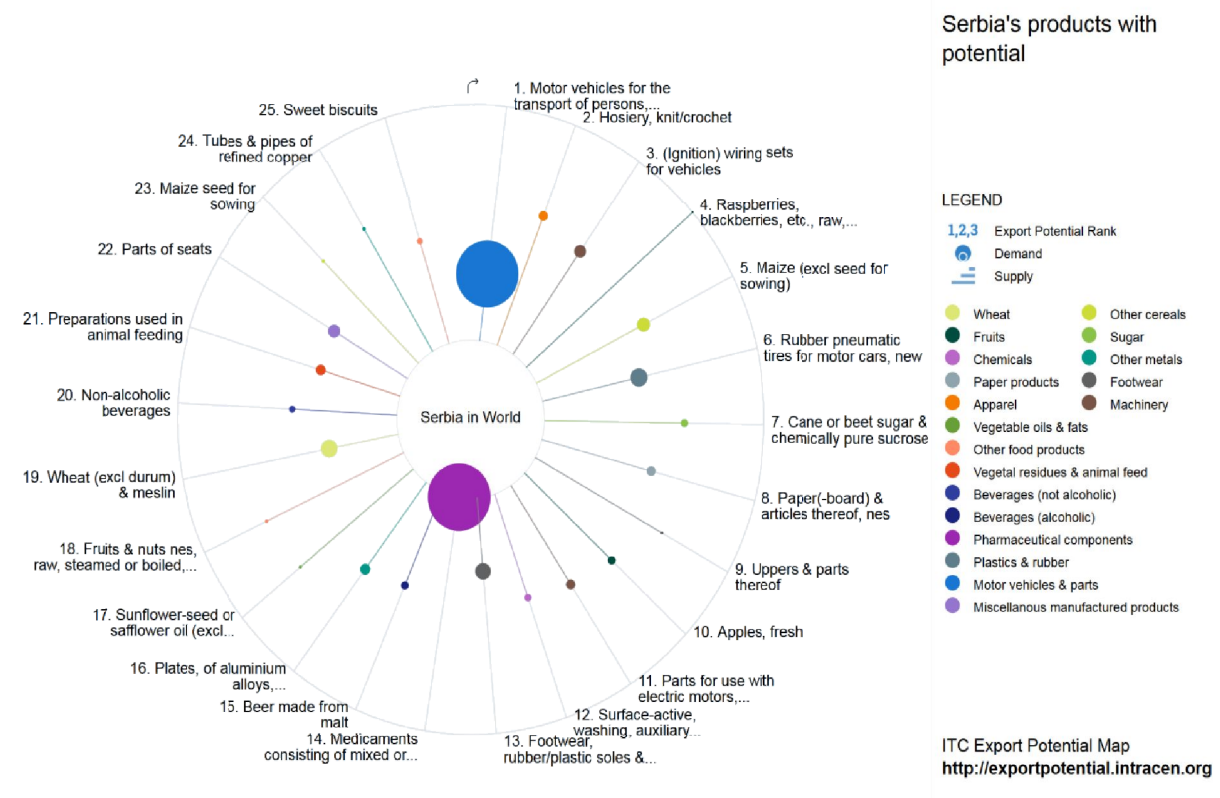 Serbia's products with
potential
1. Motor vehicles for the
transport of persons,...
2. Hosiery, knit/crochet
3. (Ignition) wiring sets
for vehicles
4. Raspberries,
blackberries, etc., raw,...
5. Maize (excl seed for
sowing)
6. Rubber pneumatic
tires for motor cars, new
7. Cane or beet sugar &
chemically pure sucrose
8. Paper(-board) &
articles thereof, nes
9. Uppers & parts
thereof
10. Apples, fresh
11. Parts for use with
electric motors,...
12. Surface-active,
washing, auxiliary...
13. Footwear,
rubber/plastic soles &...
14. Medicaments
consisting of mixed or...
15. Beer made from
malt
16. Plates, of aluminium
alloys,...
17. Sunflower-seed or
safflower oil (excl...
18. Fruits & nuts nes,
raw, steamed or boiled,...
19. Wheat (excl durum)
& meslin
20. Non-alcoholic
beverages
21. Preparations used in
animal feeding
22. Parts of seats
23. Maize seed for
sowing
24. Tubes & pipes of
refined copper
25. Sweet biscuits
Serbia in World
LEGEND
1,2,3 Export Potential Rank
Demand
Supply
Wheat
Fruits
Chemicals
Paper products
Apparel
Vegetable oils & fats
Other food products
Vegetal residues & animal feed
Beverages (not alcoholic)
Beverages (alcoholic)
Pharmaceutical components
Plastics & rubber
Motor vehicles & parts
Miscellanous manufactured products
Other cereals
Sugar
Other metals
Footwear
Machinery
ITC Export Potential Map
http://exportpotential.intracen.org